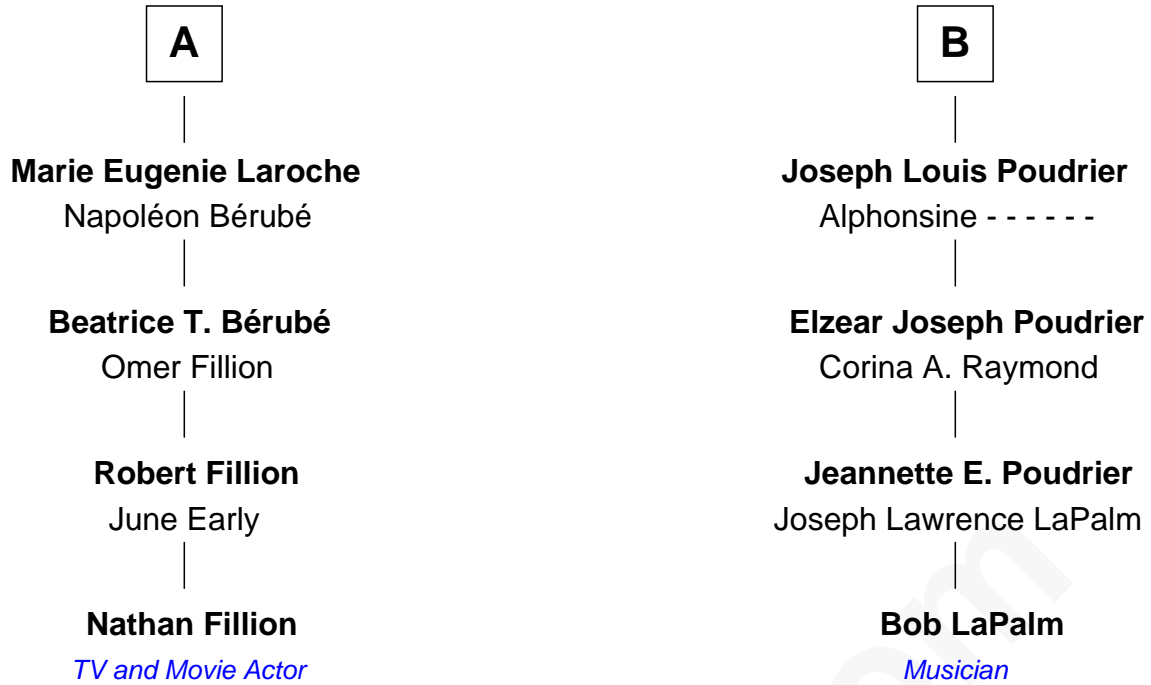 A
Marie Eugenie Laroche
Napoléon Bérubé
Beatrice T. Bérubé
Omer Fillion
Robert Fillion
June Early
Nathan Fillion
TV and Movie Actor
B
Joseph Louis Poudrier
Alphonsine - - - - - -
Elzear Joseph Poudrier
Corina A. Raymond
Jeannette E. Poudrier
Joseph Lawrence LaPalm
Bob LaPalm
Musician